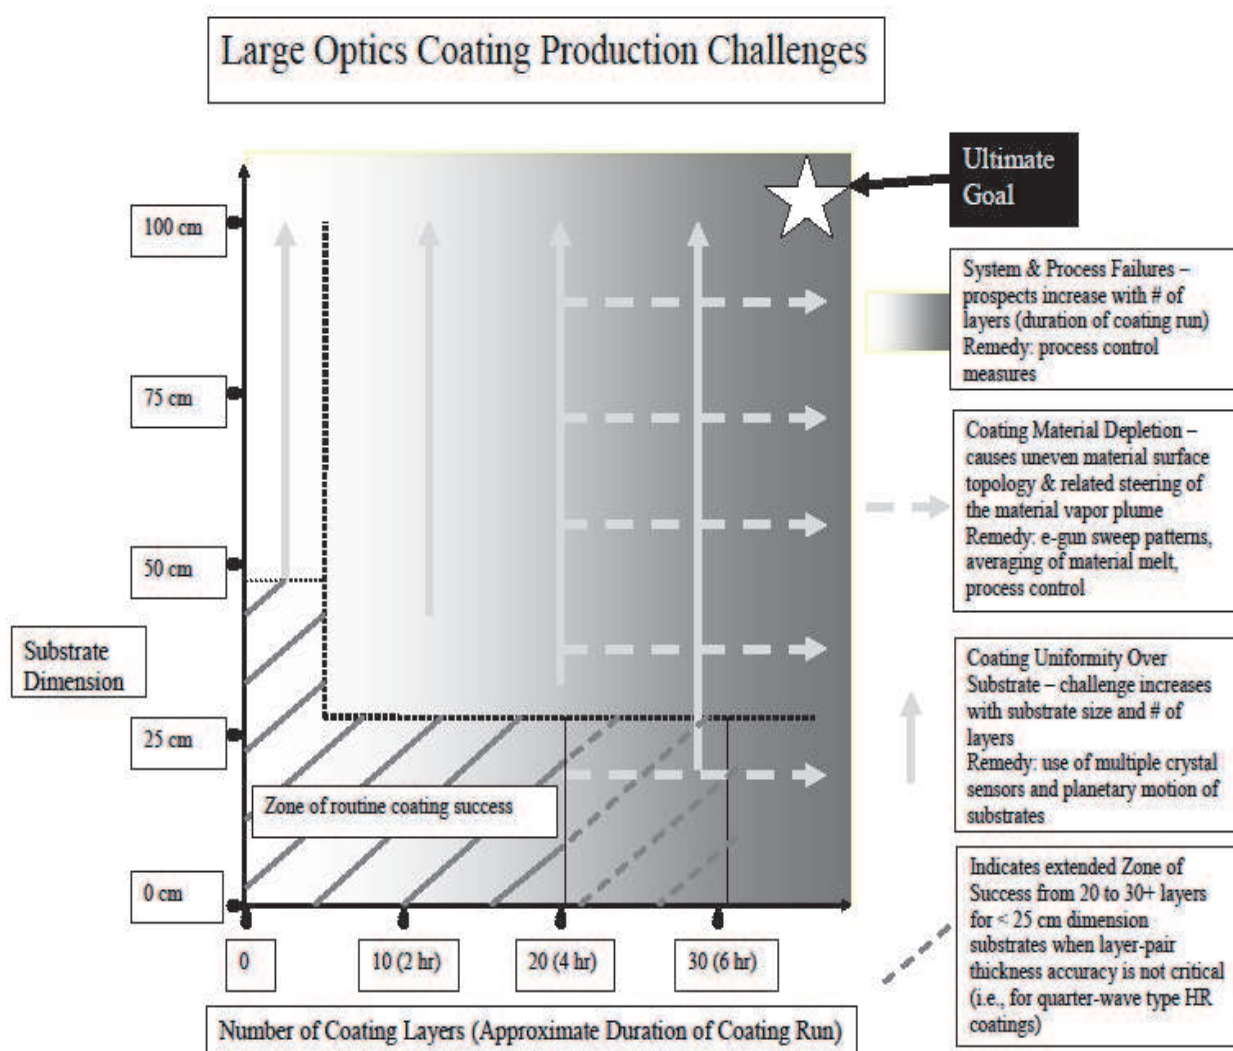 Large Optics Coating Production Challenges
Ultimate
Goal
100 cm
75 cm
50 cm
25 cm
0 cm
Substrate
Dimension
Zone of routine coating success
0
10 (2 hr)
20 (4 hr)
30 (6 hr)
Number of Coating Layers (Approximate Duration of Coating Run)
System & Process Failures –
prospects increase with # of
layers (duration of coating run)
Remedy: process control
measures
Coating Material Depletion –
causes uneven material surface
topology & related steering of
the material vapor plume
Remedy: e-gun sweep patterns,
averaging of material melt,
process control
Coating Uniformity Over
Substrate – challenge increases
with substrate size and # of
layers
Remedy: use of multiple crystal
sensors and planetary motion of
substrates
Indicates extended Zone of
Success from 20 to 30+ layers
for < 25 cm dimension
substrates when layer-pair
thickness accuracy is not critical
(i.e., for quarter-wave type HR
coatings)